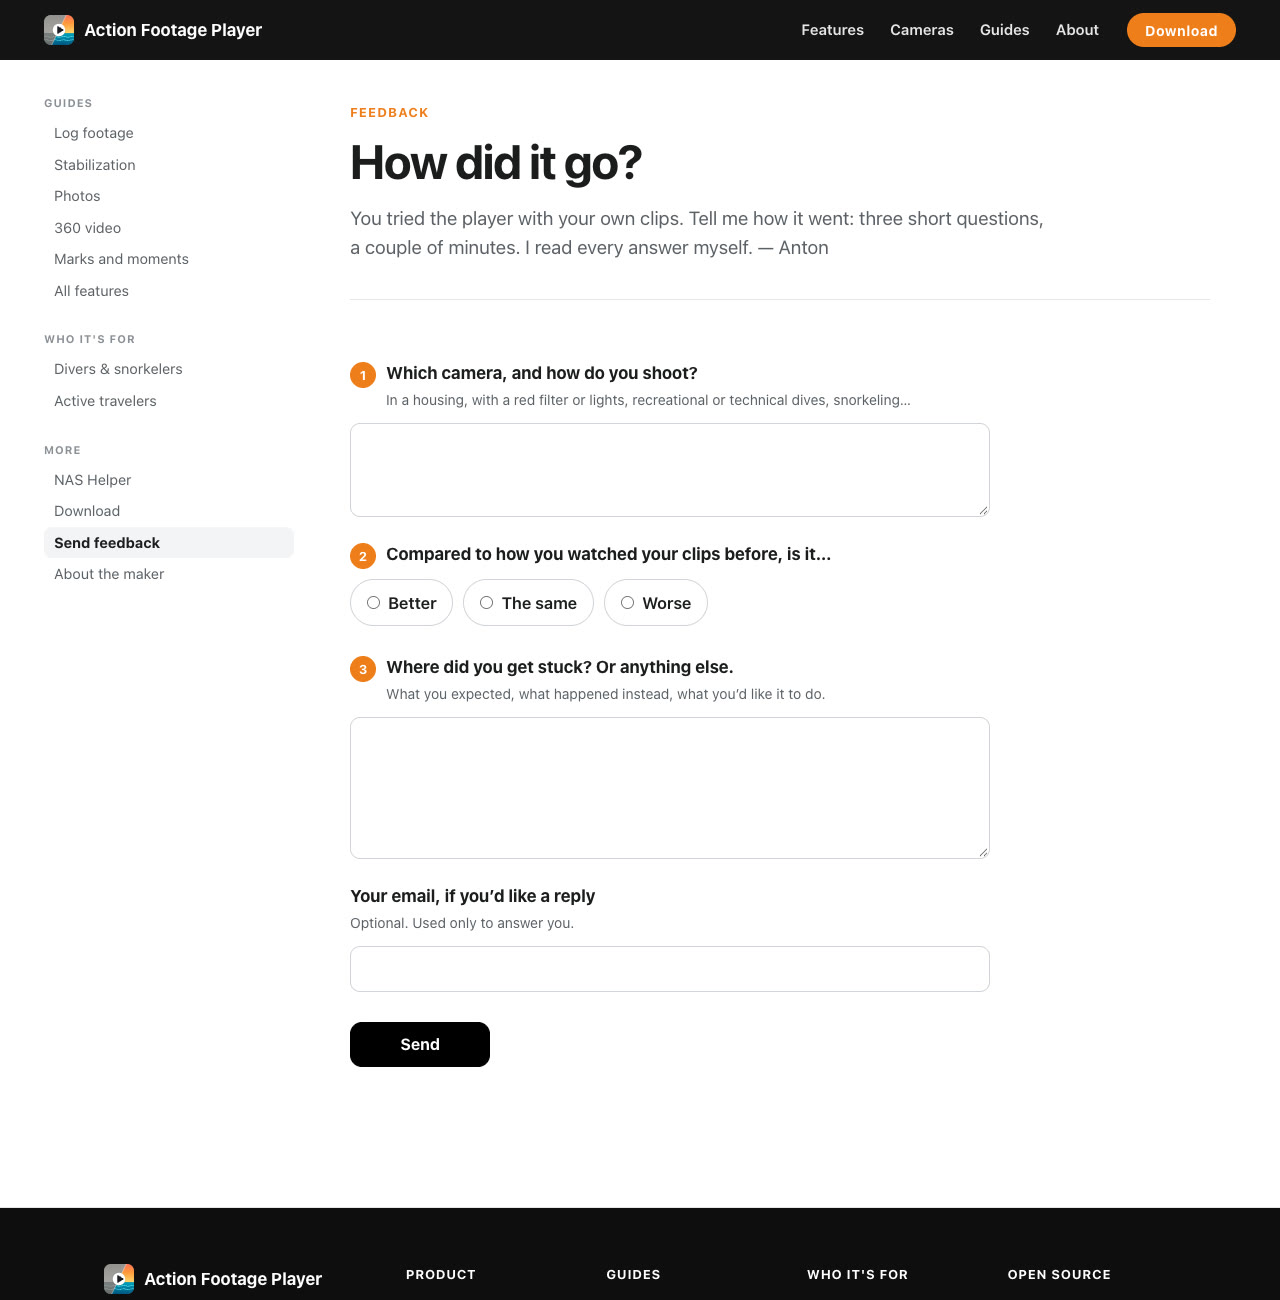 Action Footage Player
Features
Cameras
Guides
About
Download
GUIDES
Log footage
Stabilization
Photos
360 video
Marks and moments
All features
WHO IT'S FOR
Divers & snorkelers
Active travelers
MORE
NAS Helper
Download
Send feedback
About the maker
FEEDBACK
How did it go?
You tried the player with your own clips. Tell me how it went: three short questions,
a couple of minutes. I read every answer myself. — Anton
1 Which camera, and how do you shoot?
In a housing, with a red filter or lights, recreational or technical dives, snorkeling…
2 Compared to how you watched your clips before, is it…
Better
The same
Worse
3 Where did you get stuck? Or anything else.
What you expected, what happened instead, what you’d like it to do.
Your email, if you’d like a reply
Optional. Used only to answer you.
Send
Action Footage Player
PRODUCT
GUIDES
WHO IT'S FOR
OPEN SOURCE